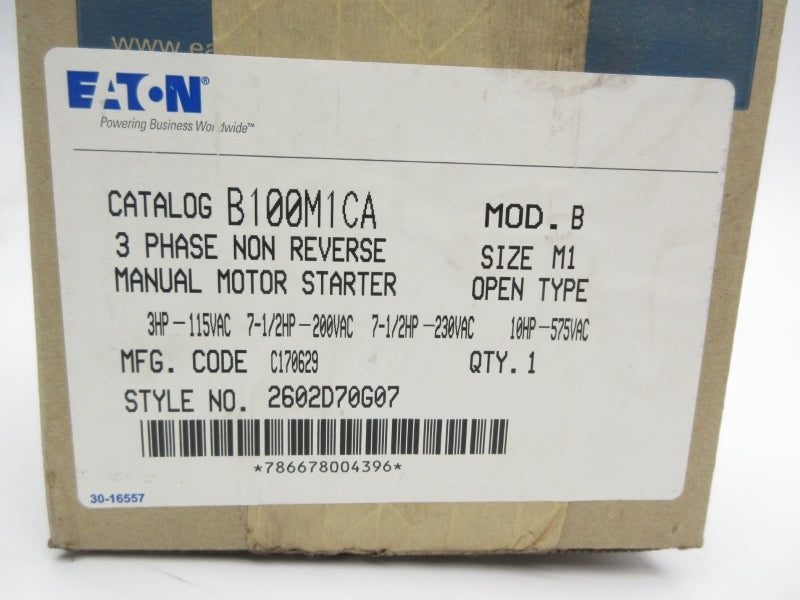 www.ea
EATON®
Powering Business Worldwide™
CATALOG B100M1CA MOD. B
3 PHASE NON REVERSE SIZE M1
MANUAL MOTOR STARTER OPEN TYPE
3HP-115VAC 7-1/2HP-200VAC 7-1/2HP-230VAC 10HP-575VAC
MFG. CODE C170629 QTY. 1
STYLE NO. 2602D70G07
*786678004396*
30-16557